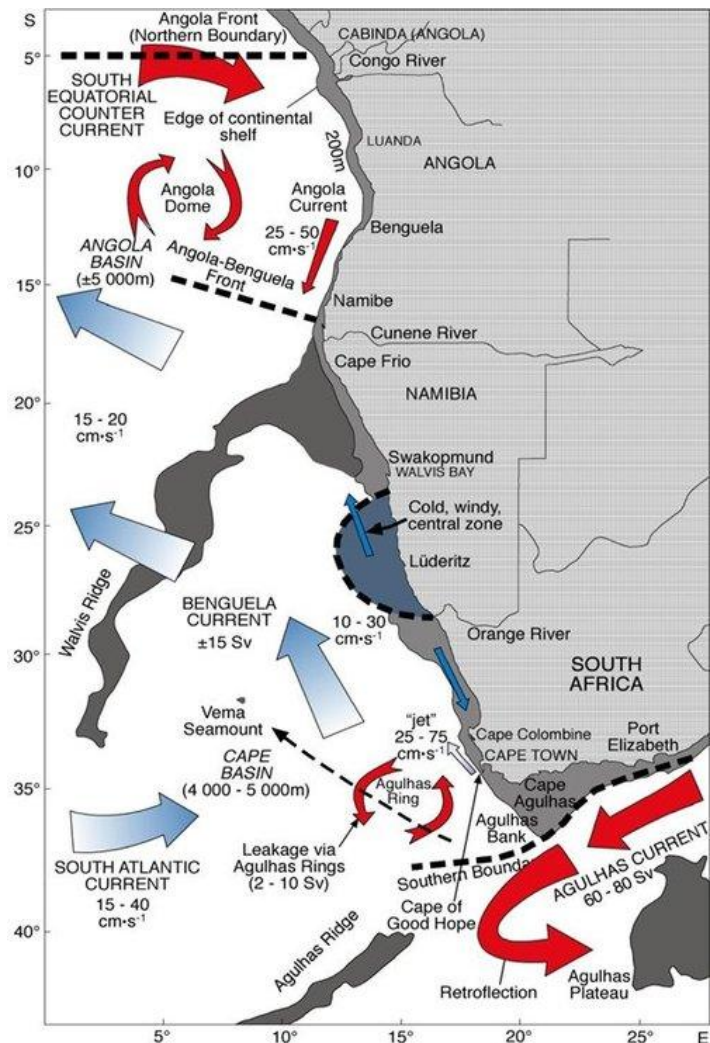 S
Angola Front
(Northern Boundary)
CABINDA (ANGOLA)
5°
Congo River
SOUTH
EQUATORIAL
COUNTER
CURRENT
Edge of continental
shelf
200m
LUANDA
10°
ANGOLA
Angola
Dome
Angola
Current
25 - 50
cm•s⁻¹
Benguela
ANGOLA
BASIN
(±5 000m)
Angola-Benguela
Front
15°
Namibe
Cunene River
Cape Frio
NAMIBIA
20°
15 - 20
cm•s⁻¹
Swakopmund
WALVIS BAY
Cold, windy,
central zone
25°
Lüderitz
Walvis Ridge
BENGUELA
CURRENT
±15 Sv
10 - 30
cm•s⁻¹
Orange River
30°
SOUTH
AFRICA
Vema
Seamount
"jet"
25 - 75
cm•s⁻¹
Cape Colombine
CAPE TOWN
Port
Elizabeth
CAPE
BASIN
(4 000 - 5 000m)
35°
Agulhas
Ring
Cape
Agulhas
Agulhas
Bank
Leakage via
Agulhas Rings
(2 - 10 Sv)
Southern Bounda
AGULHAS CURRENT
60 - 80 Sv
SOUTH ATLANTIC
CURRENT
15 - 40
cm•s⁻¹
Cape of
Good Hope
40°
Agulhas Ridge
Retroflection
Agulhas
Plateau
5°
10°
15°
20°
25°
E